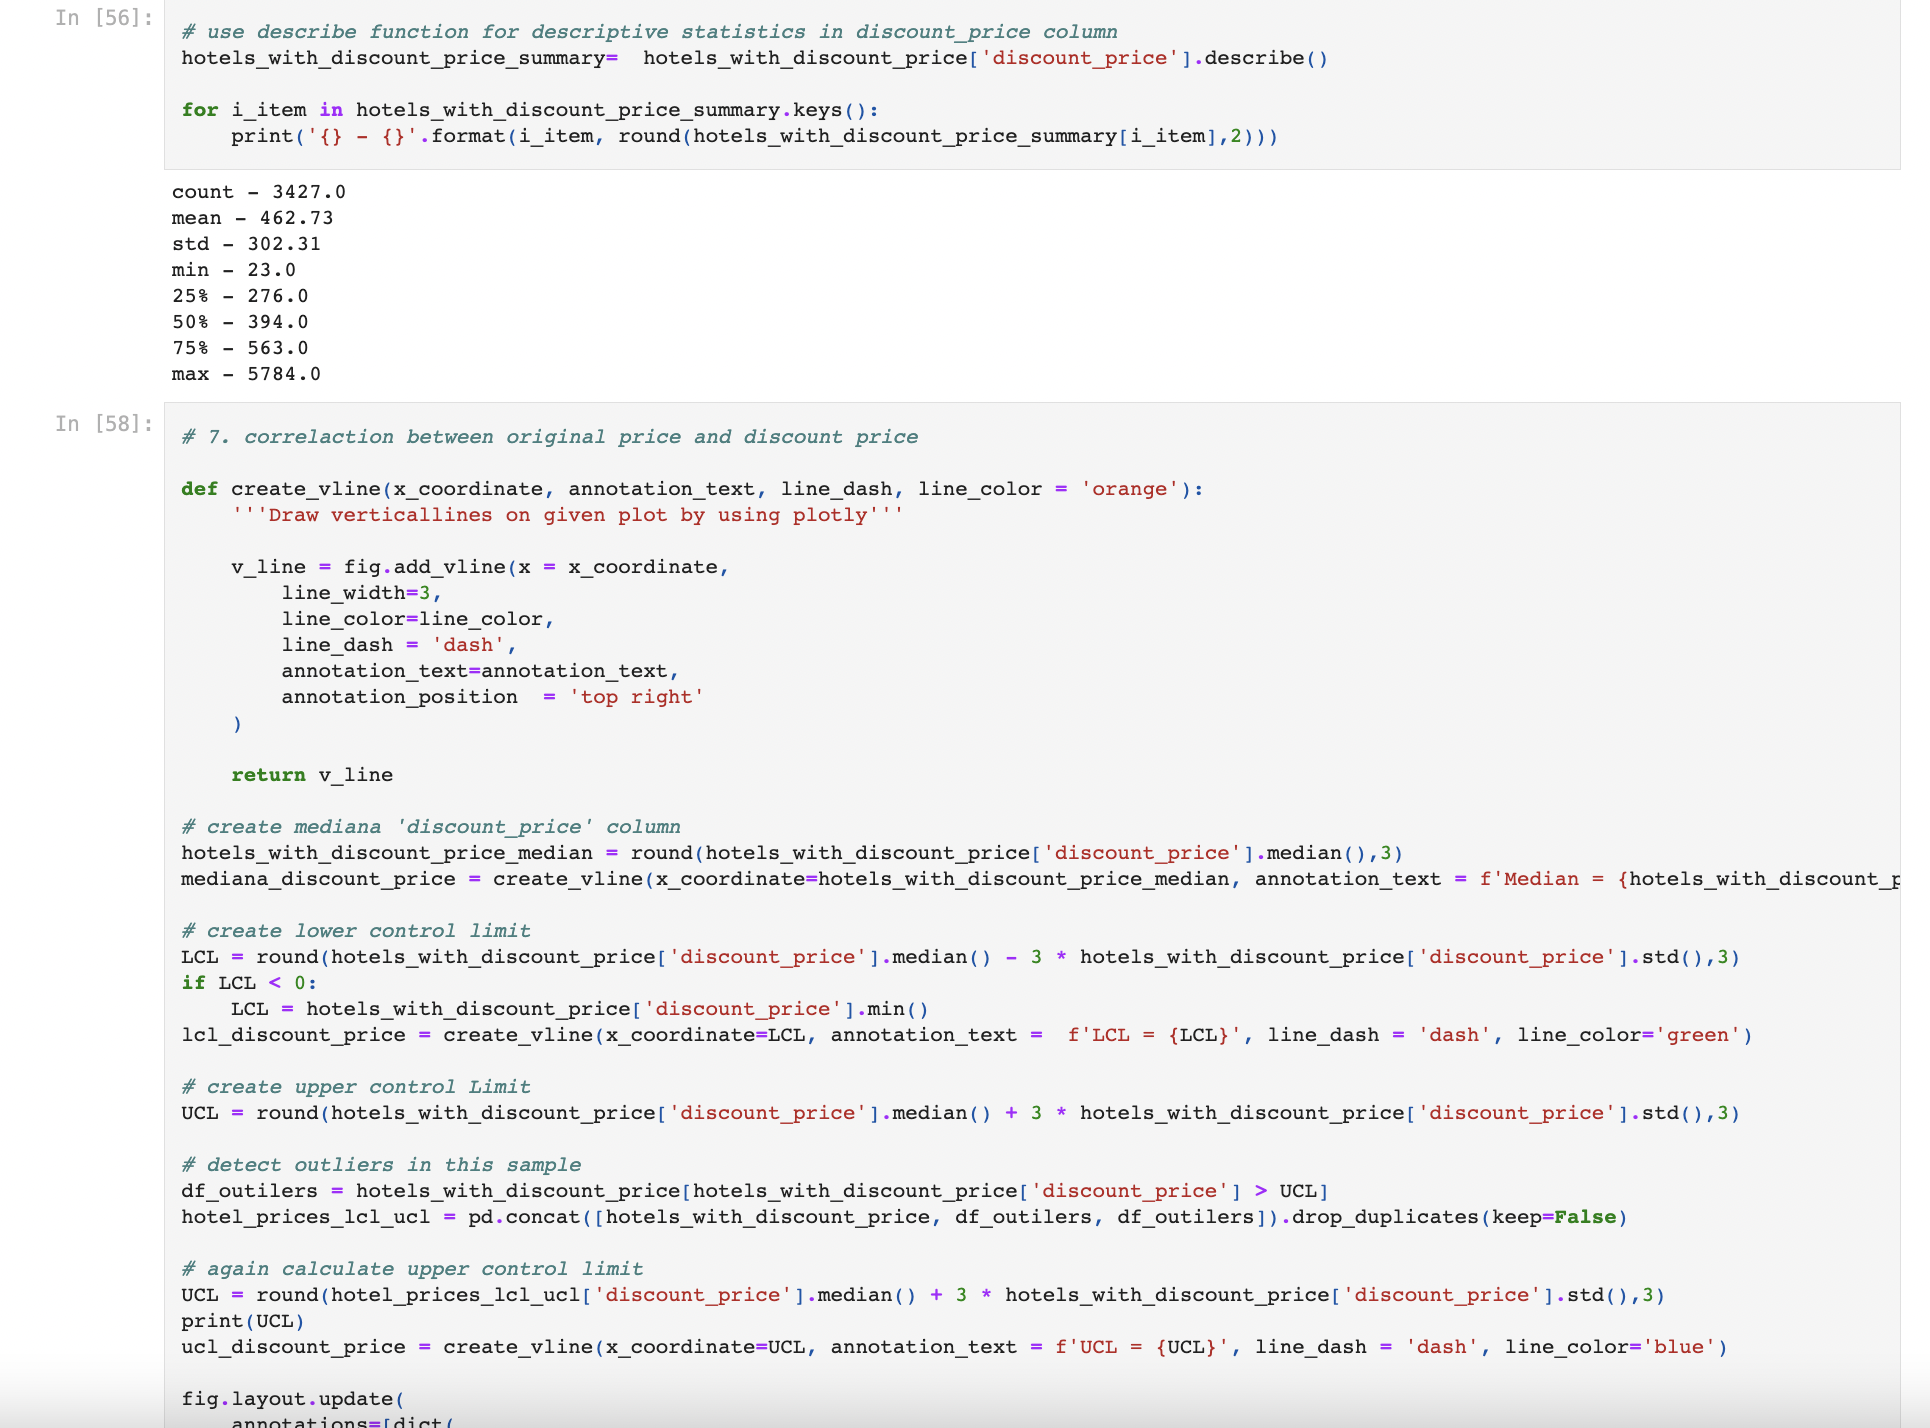 In [56]:
# use describe function for descriptive statistics in discount_price column
hotels_with_discount_price_summary=  hotels_with_discount_price['discount_price'].describe()
for i_item in hotels_with_discount_price_summary.keys():
    print('{} - {}'.format(i_item, round(hotels_with_discount_price_summary[i_item],2)))
count - 3427.0
mean - 462.73
std - 302.31
min - 23.0
25% - 276.0
50% - 394.0
75% - 563.0
max - 5784.0
In [58]:
# 7. correlaction between original price and discount price
def create_vline(x_coordinate, annotation_text, line_dash, line_color = 'orange'):
    '''Draw verticallines on given plot by using plotly'''
    v_line = fig.add_vline(x = x_coordinate,
        line_width=3,
        line_color=line_color,
        line_dash = 'dash',
        annotation_text=annotation_text,
        annotation_position  = 'top right'
    )
    return v_line
# create mediana 'discount_price' column
hotels_with_discount_price_median = round(hotels_with_discount_price['discount_price'].median(),3)
mediana_discount_price = create_vline(x_coordinate=hotels_with_discount_price_median, annotation_text = f'Median = {hotels_with_discount_p
# create lower control limit
LCL = round(hotels_with_discount_price['discount_price'].median() - 3 * hotels_with_discount_price['discount_price'].std(),3)
if LCL < 0:
    LCL = hotels_with_discount_price['discount_price'].min()
lcl_discount_price = create_vline(x_coordinate=LCL, annotation_text =  f'LCL = {LCL}', line_dash = 'dash', line_color='green')
# create upper control Limit
UCL = round(hotels_with_discount_price['discount_price'].median() + 3 * hotels_with_discount_price['discount_price'].std(),3)
# detect outliers in this sample
df_outilers = hotels_with_discount_price[hotels_with_discount_price['discount_price'] > UCL]
hotel_prices_lcl_ucl = pd.concat([hotels_with_discount_price, df_outilers, df_outilers]).drop_duplicates(keep=False)
# again calculate upper control limit
UCL = round(hotel_prices_lcl_ucl['discount_price'].median() + 3 * hotels_with_discount_price['discount_price'].std(),3)
print(UCL)
ucl_discount_price = create_vline(x_coordinate=UCL, annotation_text = f'UCL = {UCL}', line_dash = 'dash', line_color='blue')
fig.layout.update(
    annotations=[dict(